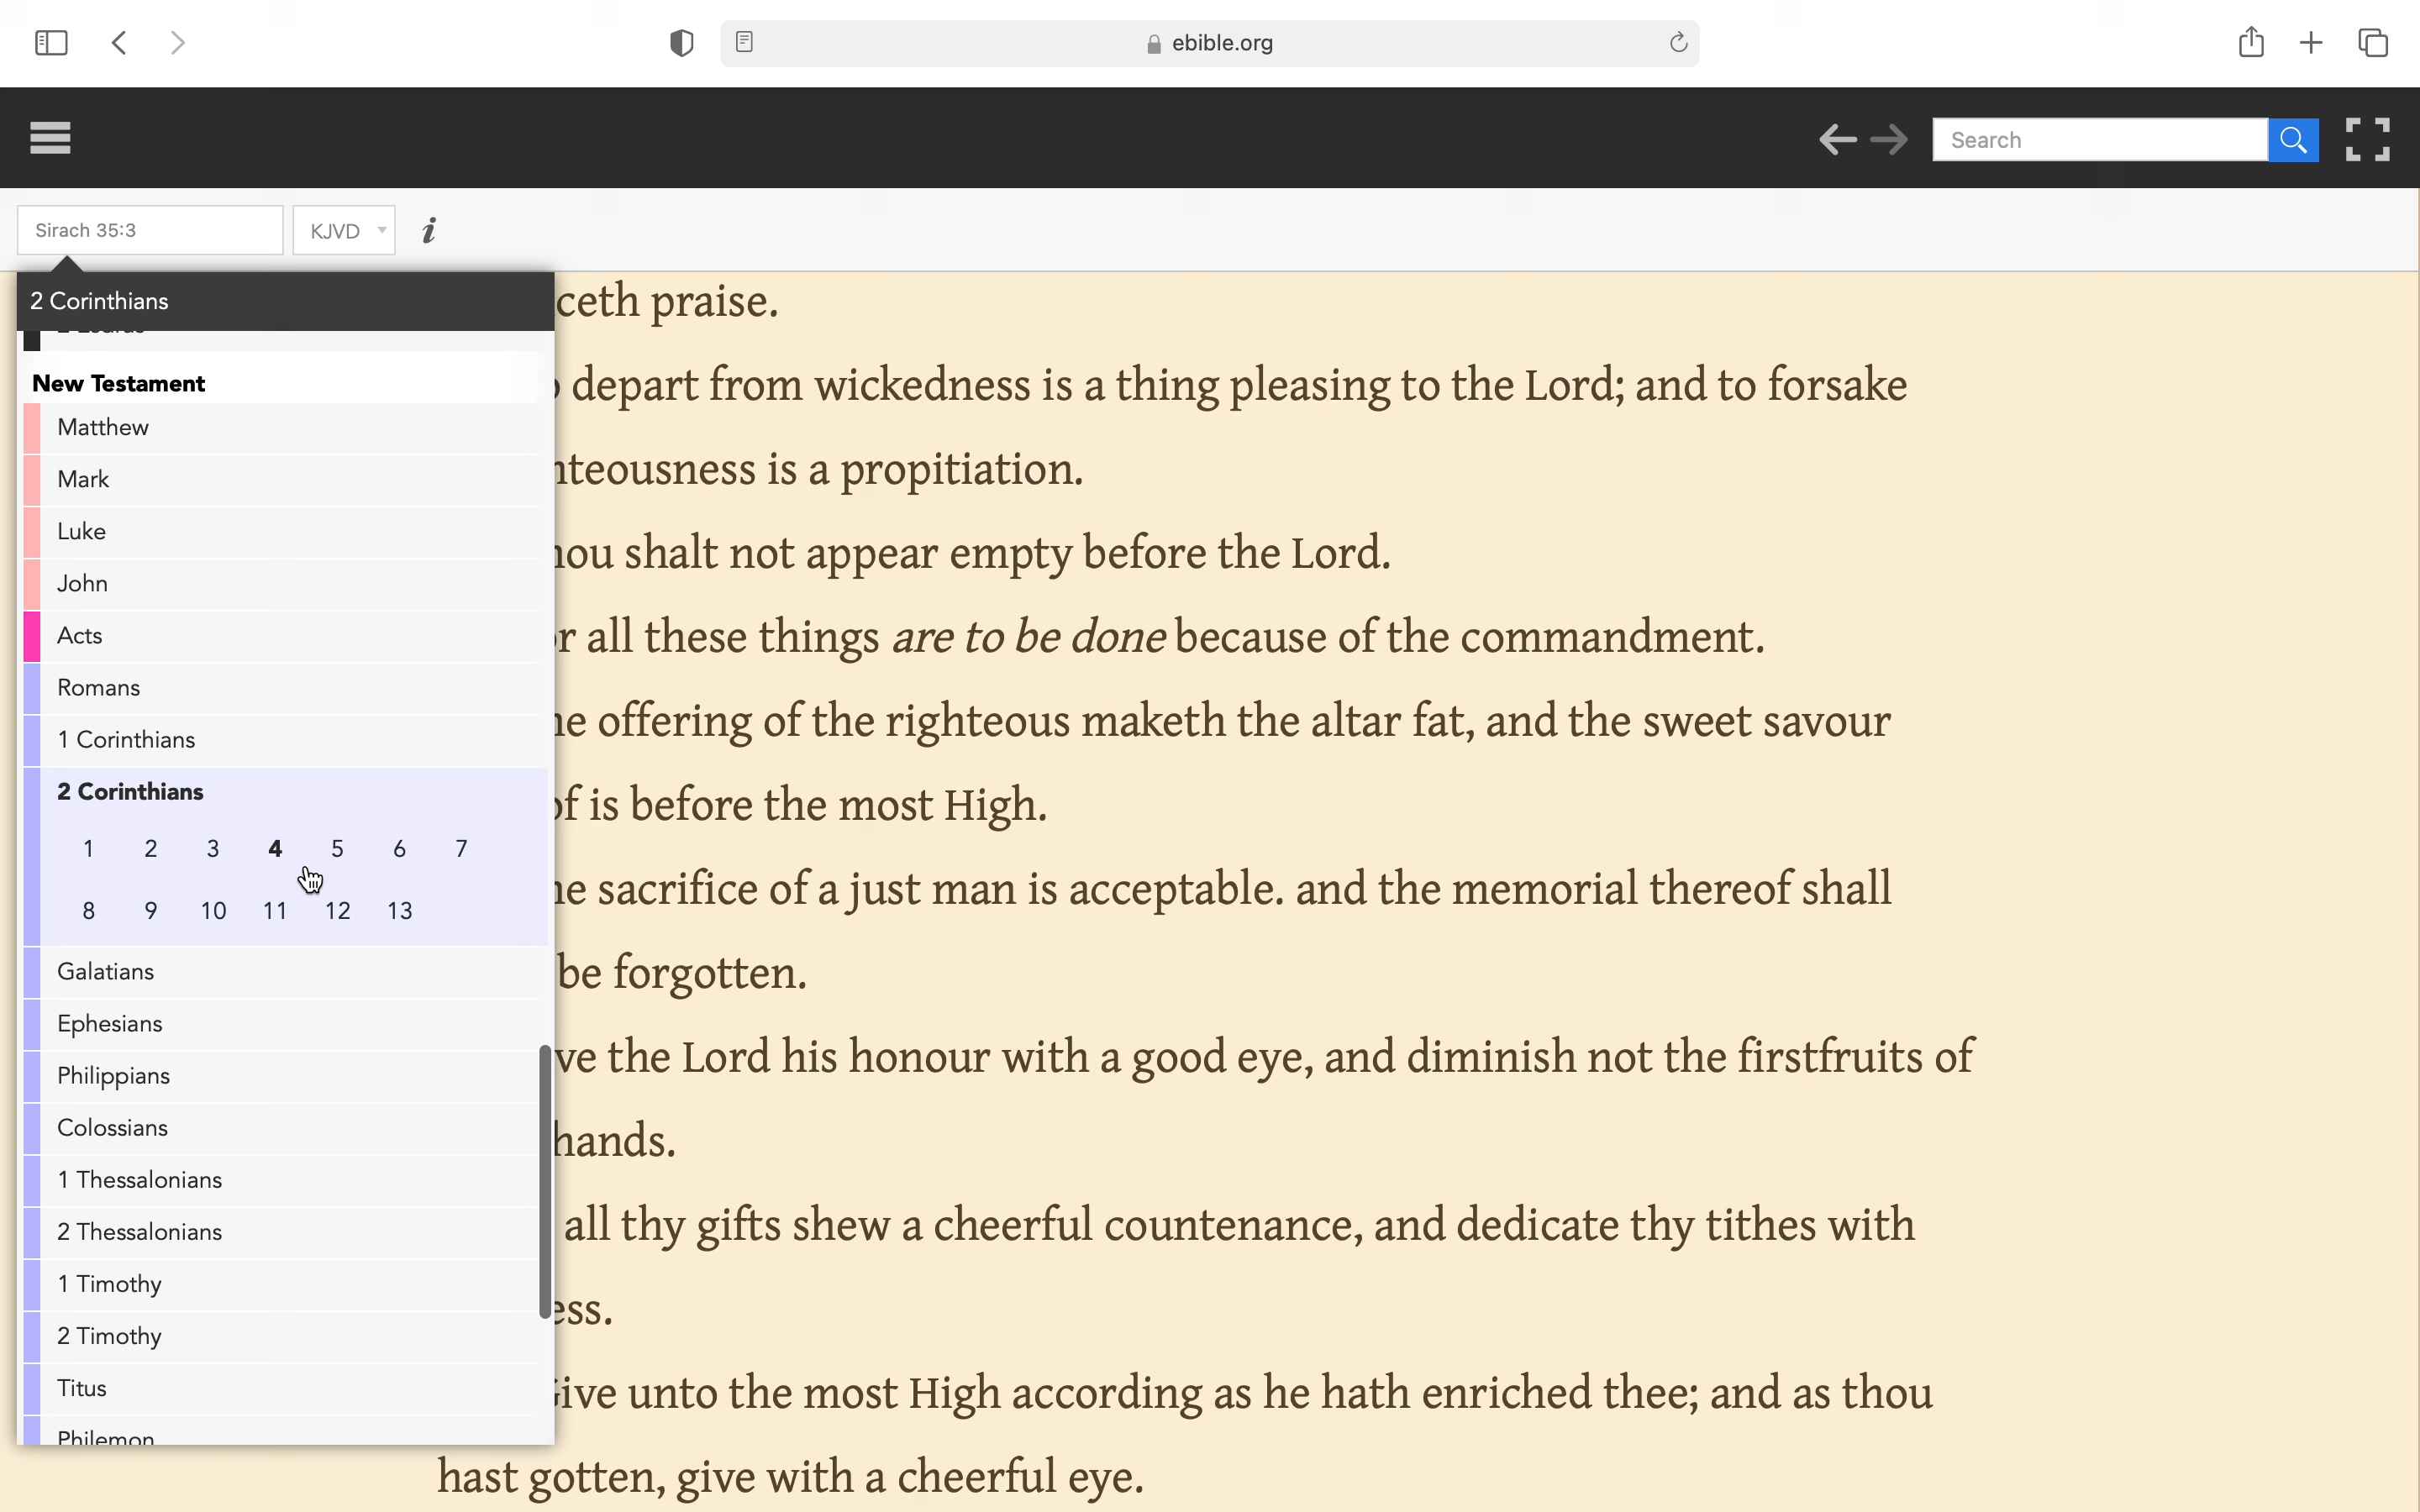 ebible.org
Search
Sirach 35:3
KJVD
i
2 Corinthians
New Testament
Matthew
Mark
Luke
John
Acts
Romans
1 Corinthians
2 Corinthians
1 2 3 4 5 6 7
8 9 10 11 12 13
Galatians
Ephesians
Philippians
Colossians
1 Thessalonians
2 Thessalonians
1 Timothy
2 Timothy
Titus
Philemon
ceth praise.
depart from wickedness is a thing pleasing to the Lord; and to forsake
hteousness is a propitiation.
hou shalt not appear empty before the Lord.
r all these things are to be done because of the commandment.
he offering of the righteous maketh the altar fat, and the sweet savour
of is before the most High.
he sacrifice of a just man is acceptable. and the memorial thereof shall
be forgotten.
ve the Lord his honour with a good eye, and diminish not the firstfruits of
hands.
all thy gifts shew a cheerful countenance, and dedicate thy tithes with
ess.
Give unto the most High according as he hath enriched thee; and as thou
hast gotten, give with a cheerful eye.